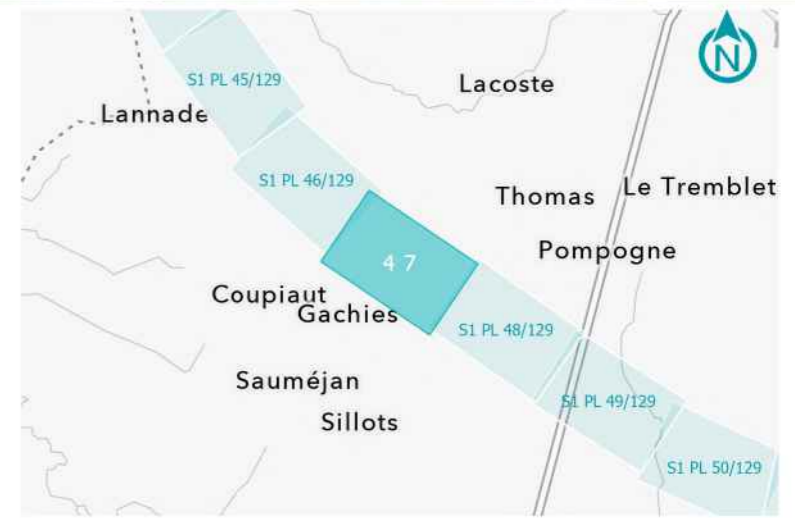 N
S1 PL 45/129
Lacoste
Lannade
S1 PL 46/129
Thomas
Le Tremblet
Pompogne
4 7
Coupiaut
Gachies
S1 PL 48/129
Sauméjan
S1 PL 49/129
Sillots
S1 PL 50/129